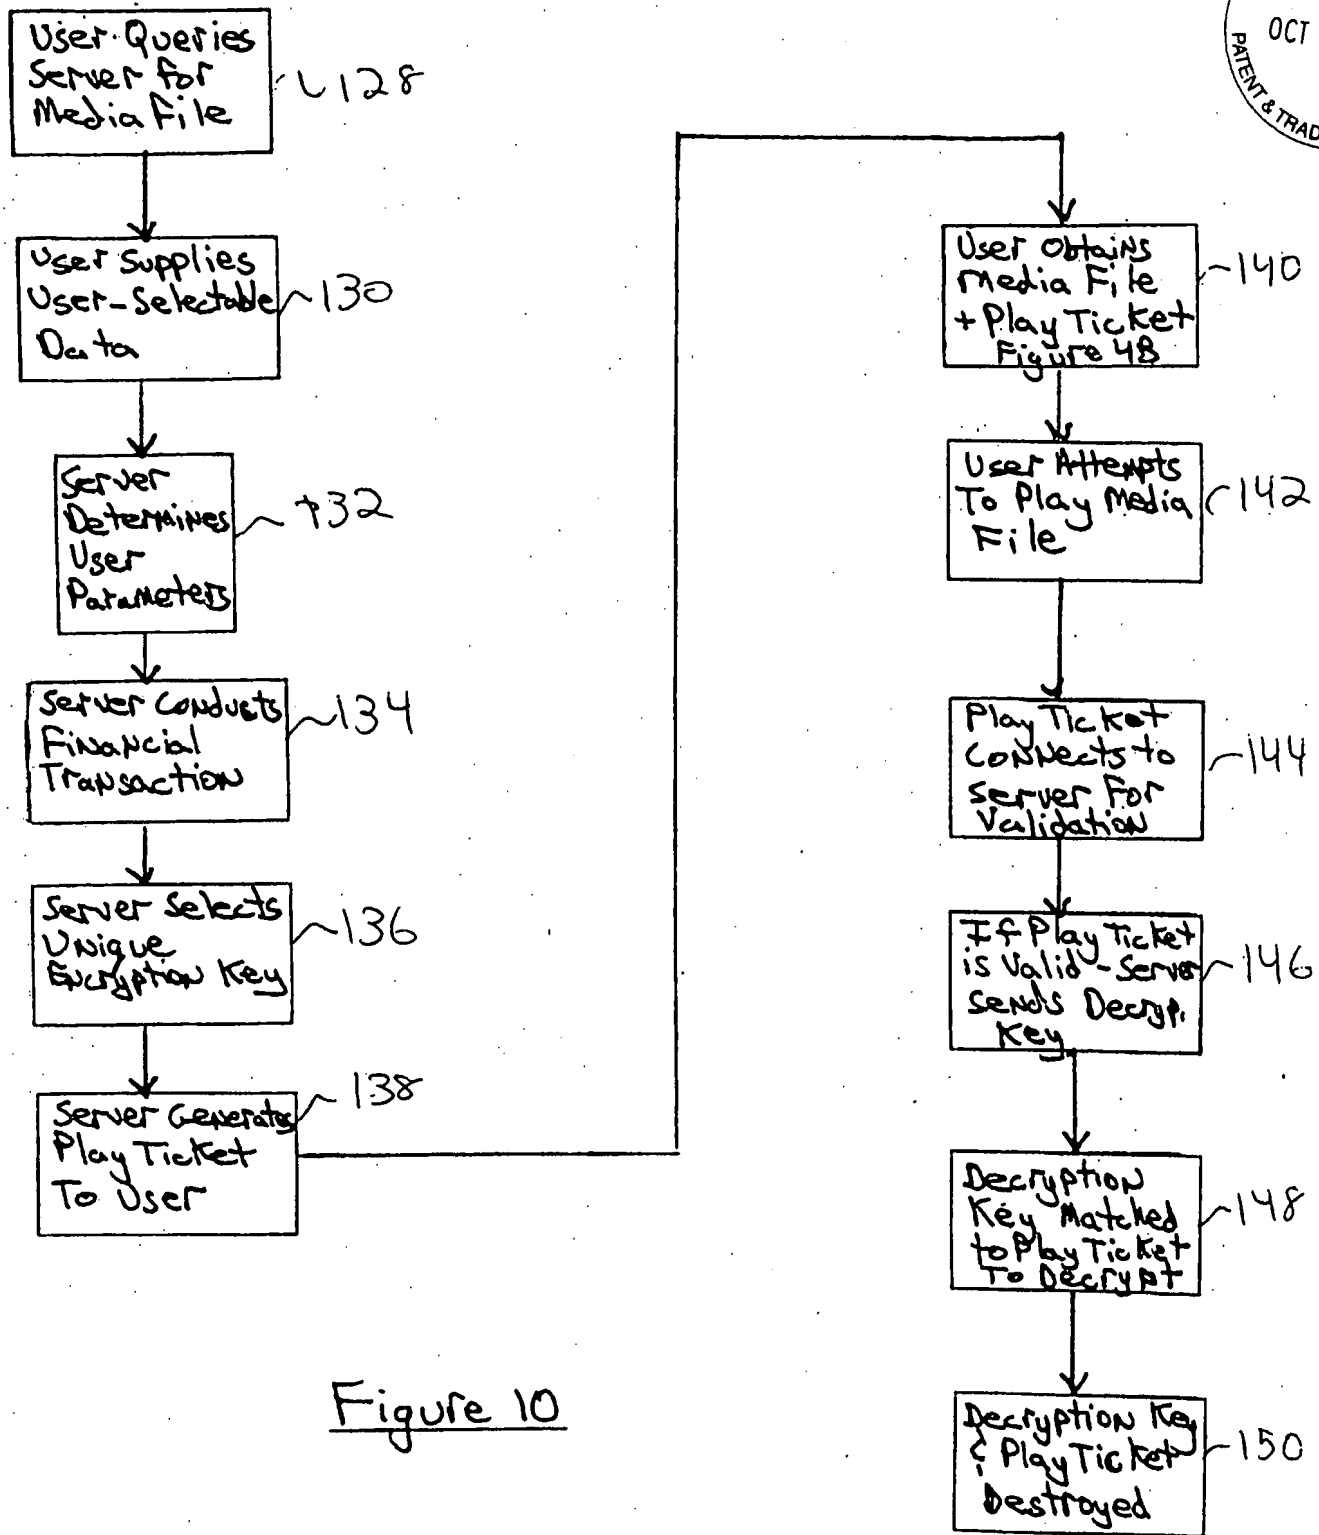 User Queries
Server for
Media File
128
User Supplies
User-Selectable
Data
130
Server
Determines
User
Parameters
132
Server Conducts
Financial
Transaction
134
Server Selects
Unique
Encryption Key
136
Server Generates
Play Ticket
To User
138
User Obtains
Media File
+ Play Ticket
Figure 4B
140
User Attempts
To Play Media
File
142
Play Ticket
Connects to
Server For
Validation
144
If Play Ticket
is Valid - Server
sends Decryp.
Key
146
Decryption
Key Matched
to Play Ticket
To Decrypt
148
Decryption Key
& Play Ticket
Destroyed
150
Figure 10
OCT
PATENT & TRAD